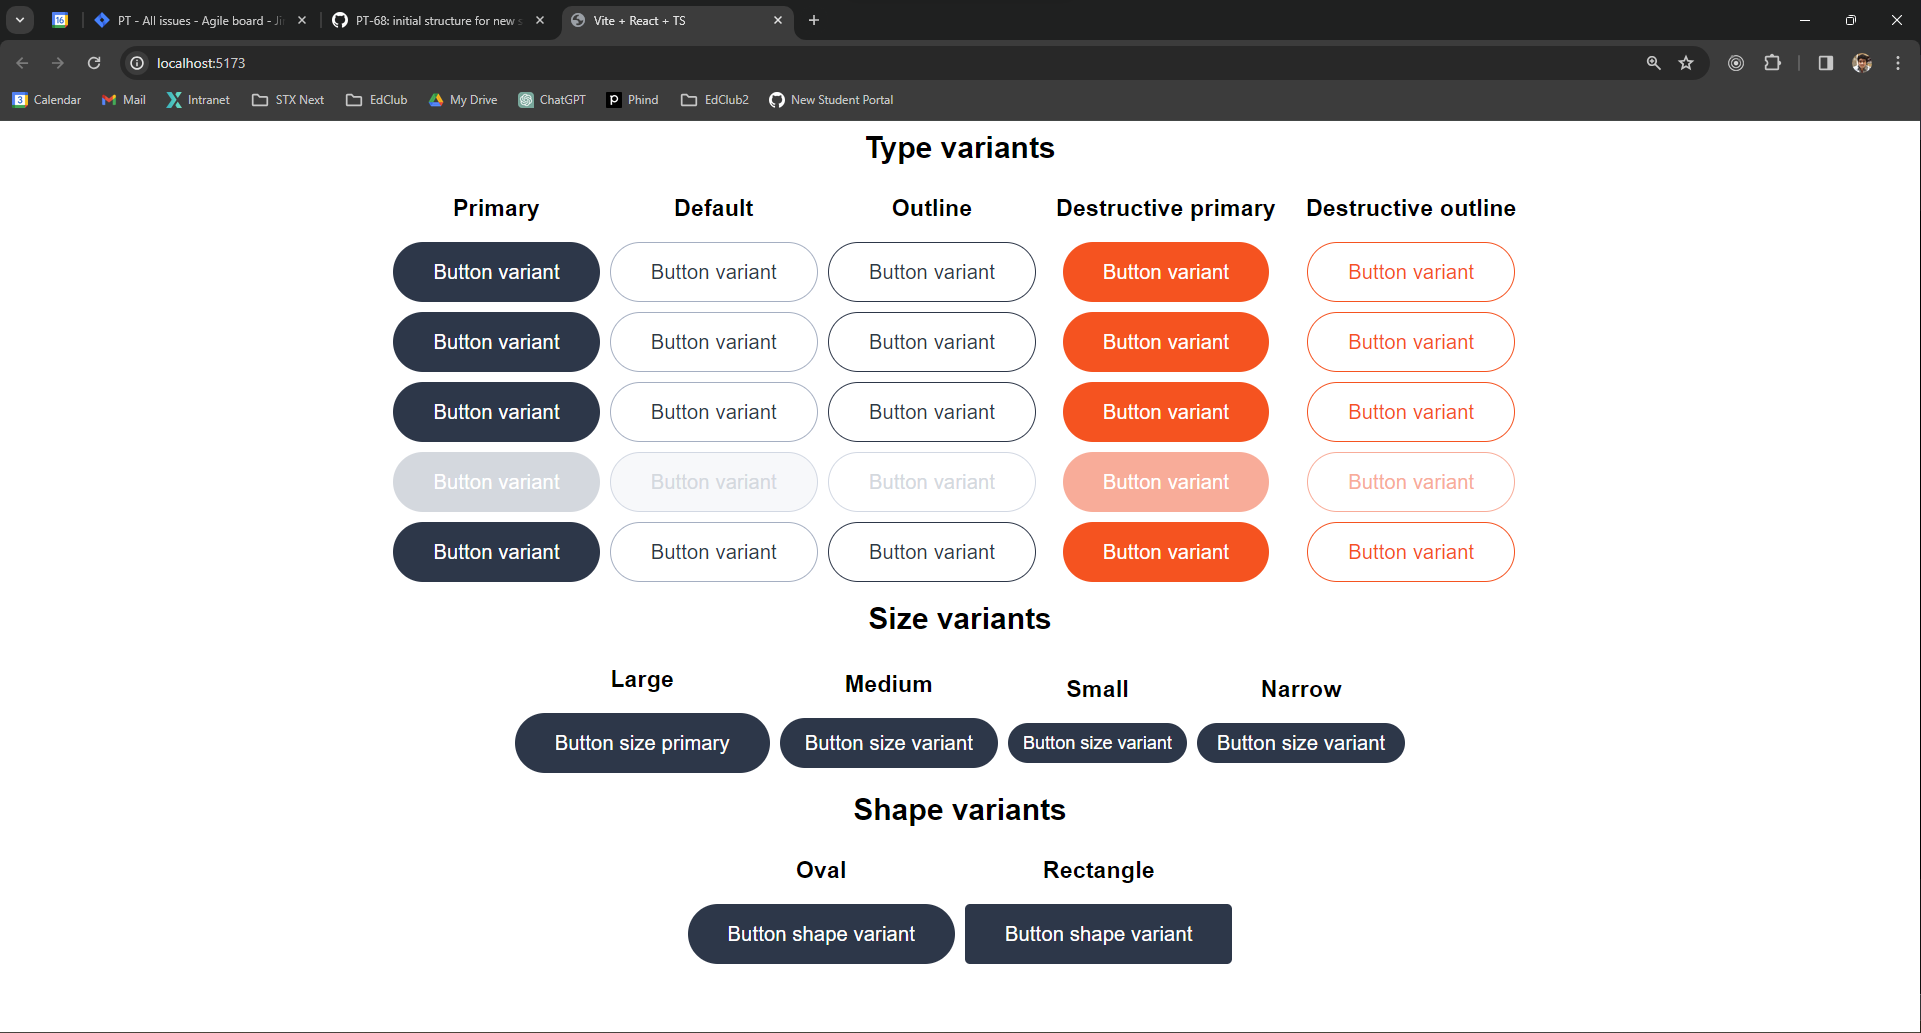 16
PT - All issues - Agile board - Ji
PT-68: initial structure for new s
Vite + React + TS
localhost:5173
3 Calendar
Mail
Intranet
STX Next
EdClub
My Drive
ChatGPT
p Phind
EdClub2
New Student Portal
Type variants
Primary Default Outline Destructive primary Destructive outline
Button variant Button variant Button variant Button variant Button variant
Button variant Button variant Button variant Button variant Button variant
Button variant Button variant Button variant Button variant Button variant
Button variant Button variant Button variant Button variant Button variant
Button variant Button variant Button variant Button variant Button variant
Size variants
Large Medium Small Narrow
Button size primary Button size variant Button size variant Button size variant
Shape variants
Oval Rectangle
Button shape variant Button shape variant